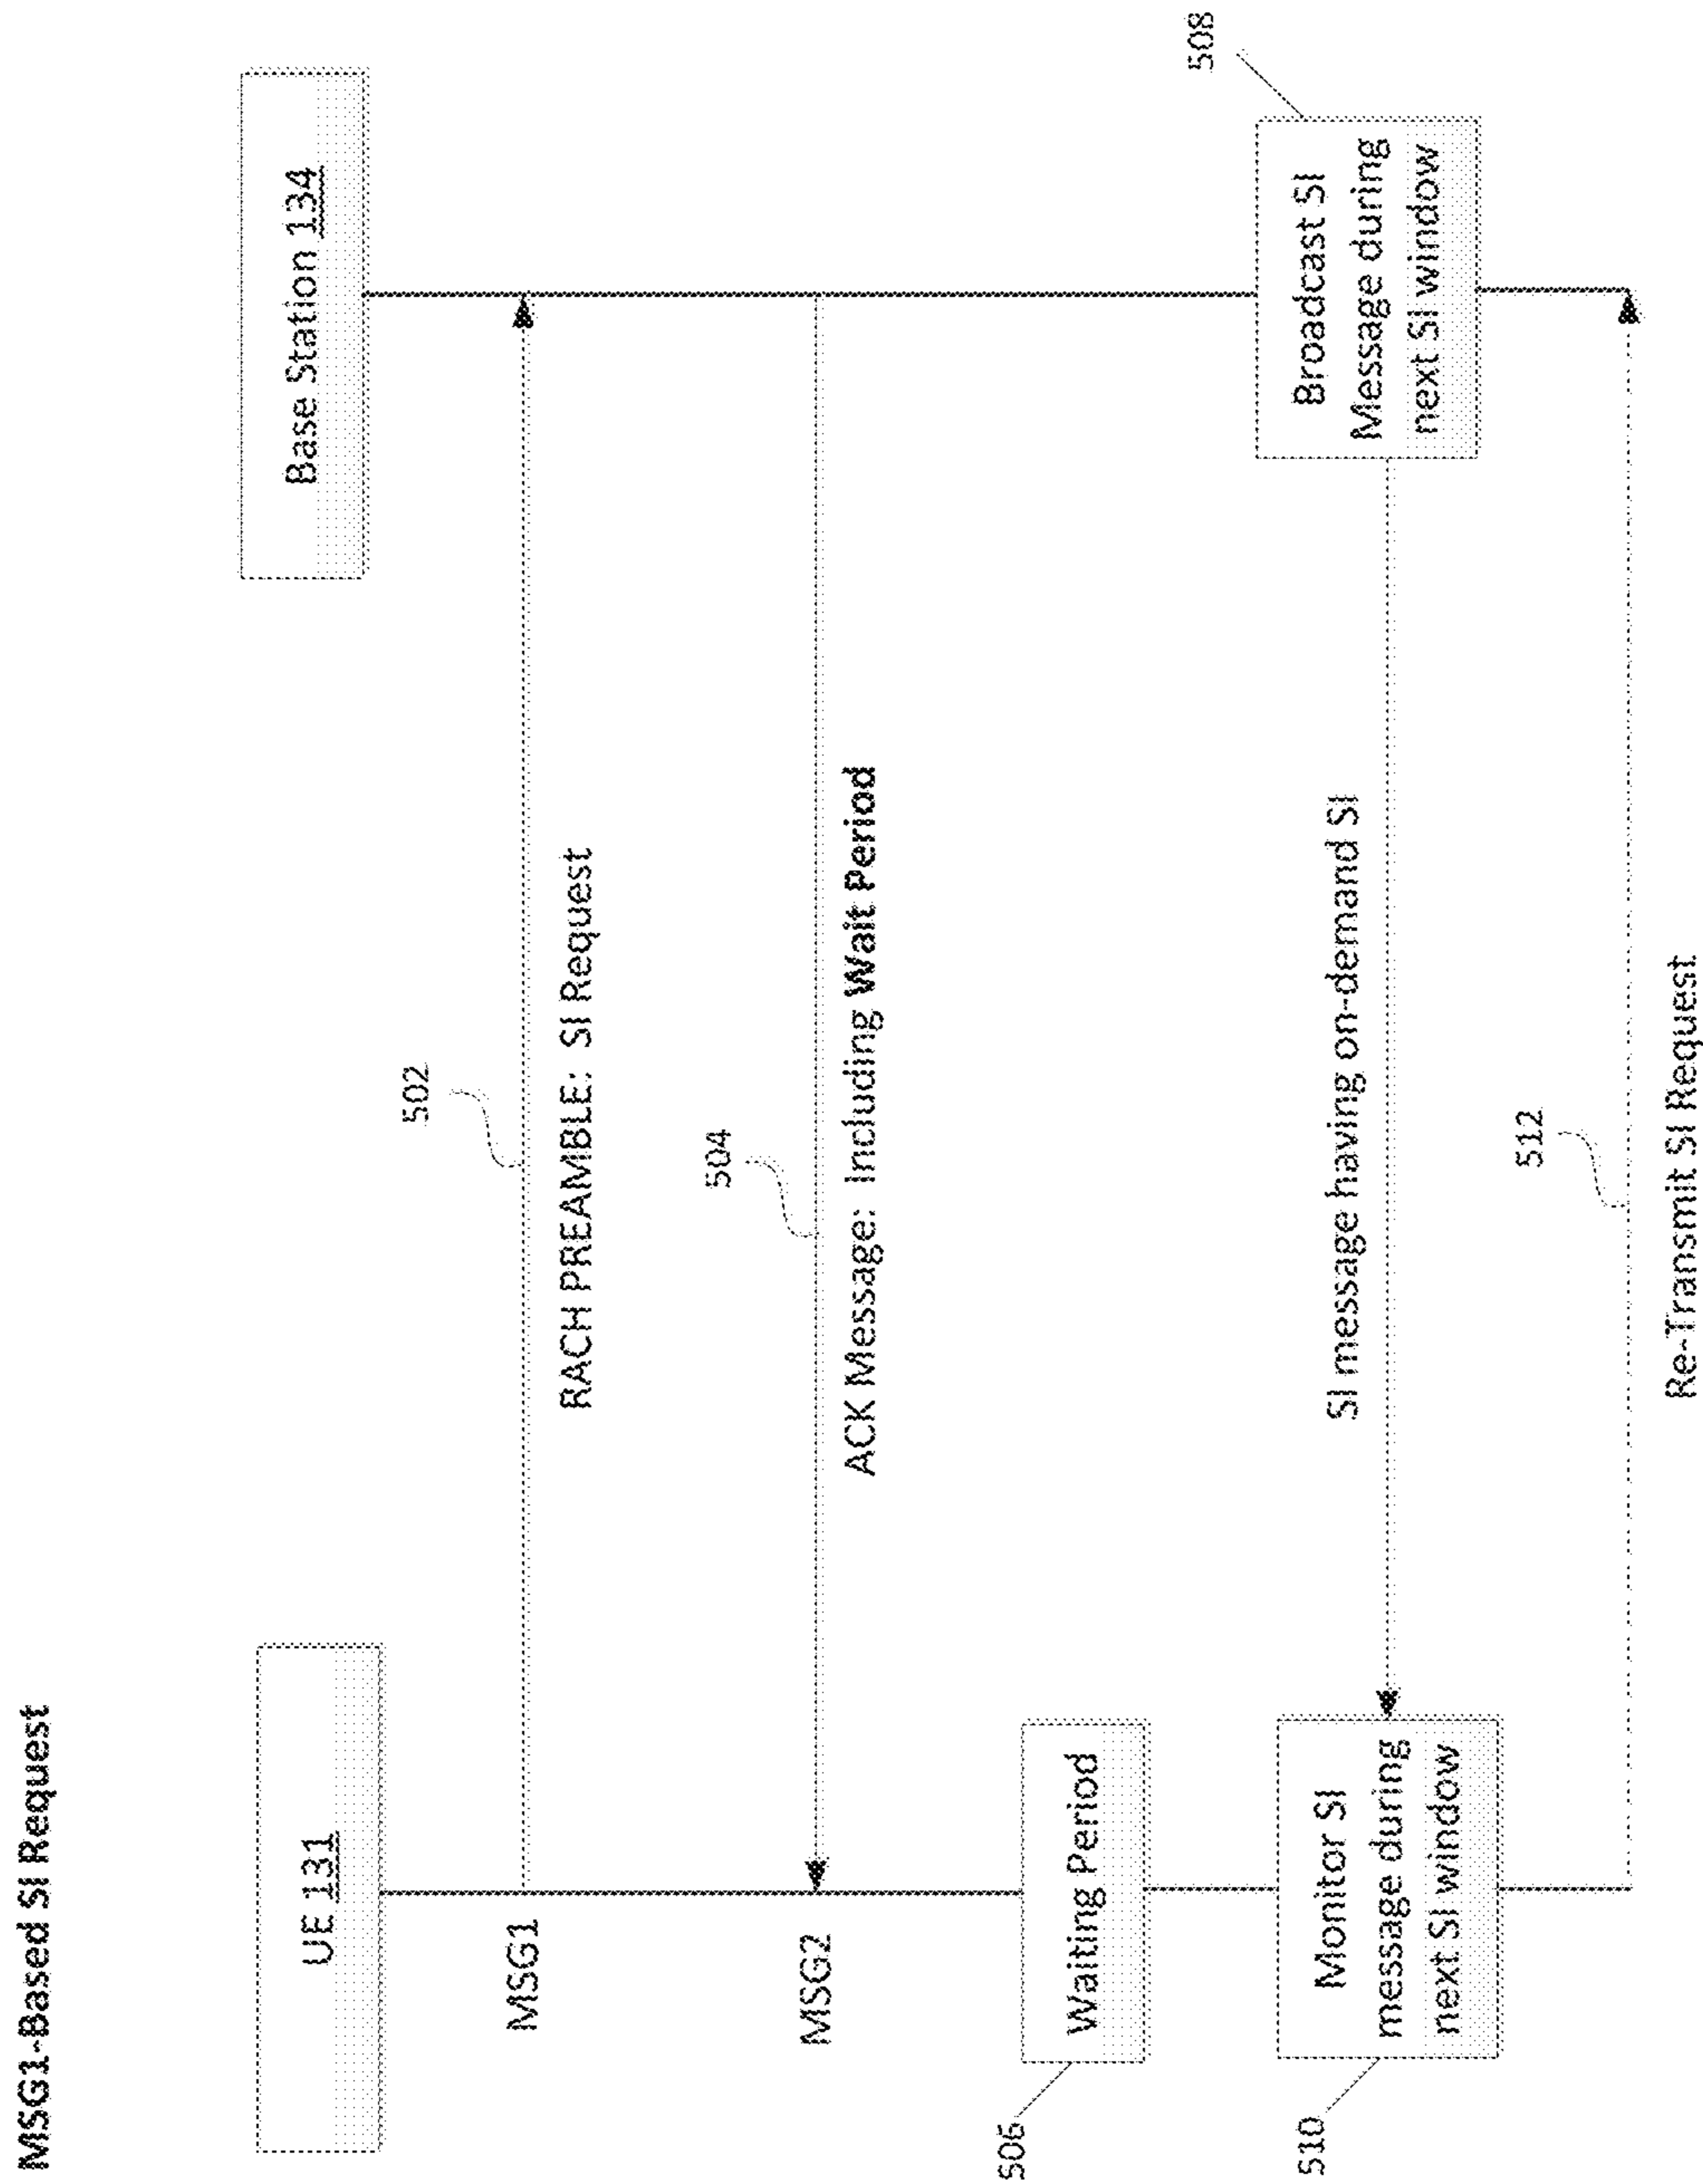 MSG1-Based SI Request
UE 131
Base Station 134
502
MSG1
RACH PREAMBLE: SI Request
504
MSG2
ACK Message: Including Wait Period
506
Waiting Period
508
Broadcast SI
Message during
next SI window
SI message having on-demand SI
510
Monitor SI
message during
next SI window
512
Re-Transmit SI Request